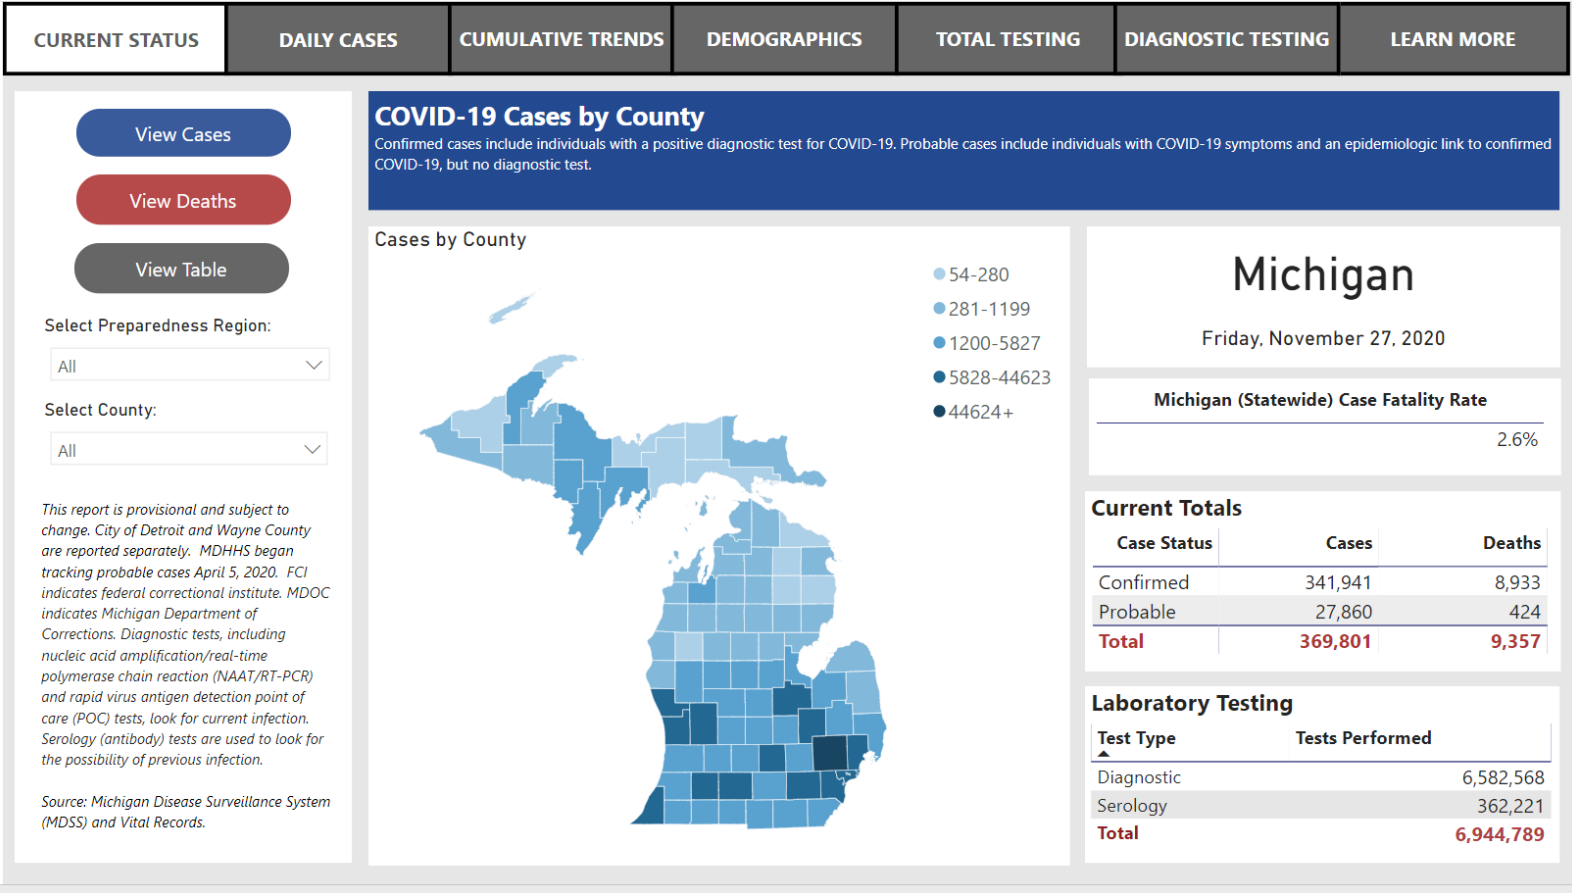 CURRENT STATUS
DAILY CASES
CUMULATIVE TRENDS
DEMOGRAPHICS
TOTAL TESTING
DIAGNOSTIC TESTING
LEARN MORE
View Cases
View Deaths
View Table
Select Preparedness Region:
All
Select County:
All
This report is provisional and subject to
change. City of Detroit and Wayne County
are reported separately.  MDHHS began
tracking probable cases April 5, 2020.  FCI
indicates federal correctional institute. MDOC
indicates Michigan Department of
Corrections. Diagnostic tests, including
nucleic acid amplification/real-time
polymerase chain reaction (NAAT/RT-PCR)
and rapid virus antigen detection point of
care (POC) tests, look for current infection.
Serology (antibody) tests are used to look for
the possibility of previous infection.
Source: Michigan Disease Surveillance System
(MDSS) and Vital Records.
COVID-19 Cases by County
Confirmed cases include individuals with a positive diagnostic test for COVID-19. Probable cases include individuals with COVID-19 symptoms and an epidemiologic link to confirmed
COVID-19, but no diagnostic test.
Cases by County
54-280
281-1199
1200-5827
5828-44623
44624+
Michigan
Friday, November 27, 2020
Michigan (Statewide) Case Fatality Rate
2.6%
Current Totals
Case Status Cases Deaths
Confirmed 341,941 8,933
Probable 27,860 424
Total 369,801 9,357
Laboratory Testing
Test Type Tests Performed
Diagnostic 6,582,568
Serology 362,221
Total 6,944,789